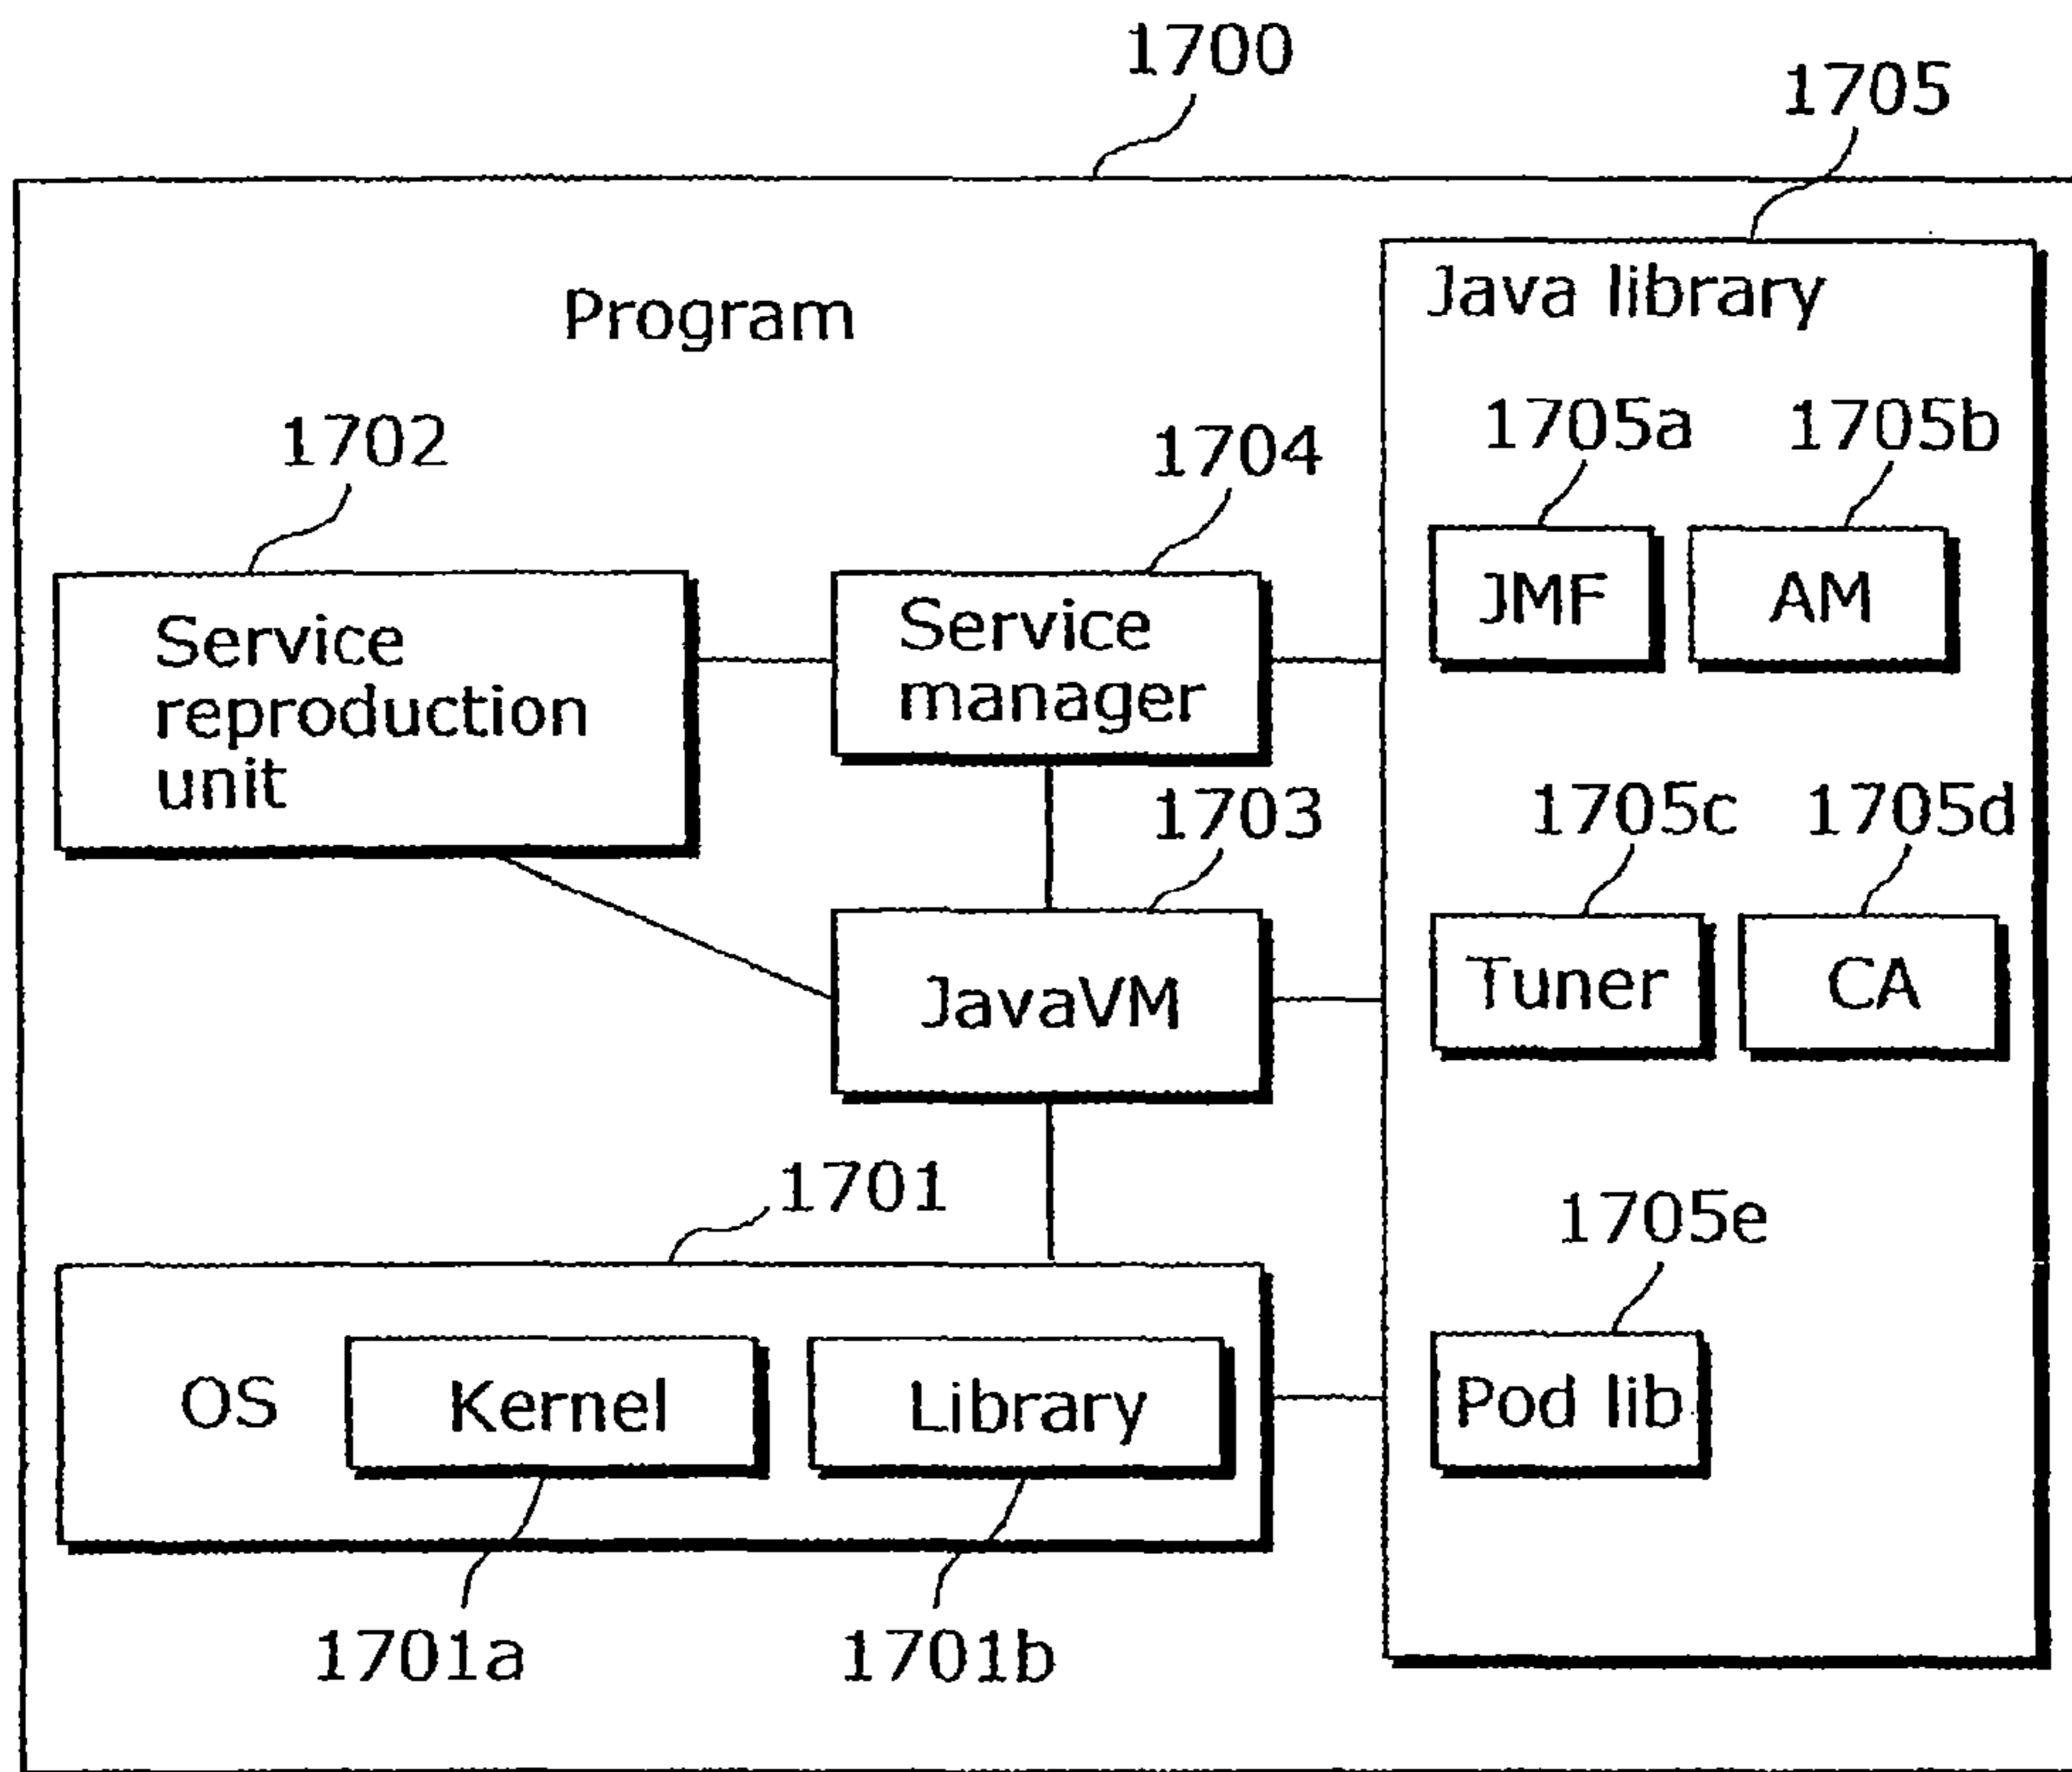 1700
1705
Program
Java library
1702
1704
1705a
1705b
JMF
AM
Service
reproduction
unit
Service
manager
1703
1705c
1705d
JavaVM
Tuner
CA
1701
1705e
OS
Kernel
Library
Pod lib
1701a
1701b